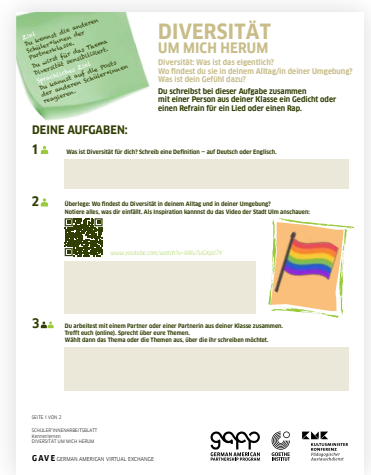 Ziel
Du kennst die anderen
Schüler*innen der
Partnerklasse.
Du wirst für das Thema
Diversität sensibilisiert.
Sprachliches Ziel
Du kannst auf die Posts
der anderen Schüler*innen
reagieren.
DIVERSITÄT
UM MICH HERUM
Diversität: Was ist das eigentlich?
Wo findest du sie in deinem Alltag/in deiner Umgebung?
Was ist dein Gefühl dazu?
Du schreibst bei dieser Aufgabe zusammen
mit einer Person aus deiner Klasse ein Gedicht oder
einen Refrain für ein Lied oder einen Rap.
DEINE AUFGABEN:
1 Was ist Diversität für dich? Schreib eine Definition – auf Deutsch oder Englisch.
2 Überlege: Wo findest du Diversität in deinem Alltag und in deiner Umgebung?
Notiere alles, was dir einfällt. Als Inspiration kannst du das Video der Stadt Ulm anschauen:
3 Du arbeitest mit einem Partner oder einer Partnerin aus deiner Klasse zusammen.
Trefft euch (online). Sprecht über eure Themen.
Wählt dann das Thema oder die Themen aus, über die ihr schreiben möchtet.
SEITE 1 VON 2
SCHÜLER*INNENARBEITSBLATT
Kennenlernen
DIVERSITÄT UM MICH HERUM
GAVE GERMAN AMERICAN VIRTUAL EXCHANGE
gapp
GERMAN AMERICAN
PARTNERSHIP PROGRAM
GOETHE
INSTITUT
KMK
KULTUSMINISTER
KONFERENZ
Pädagogischer
Austauschdienst